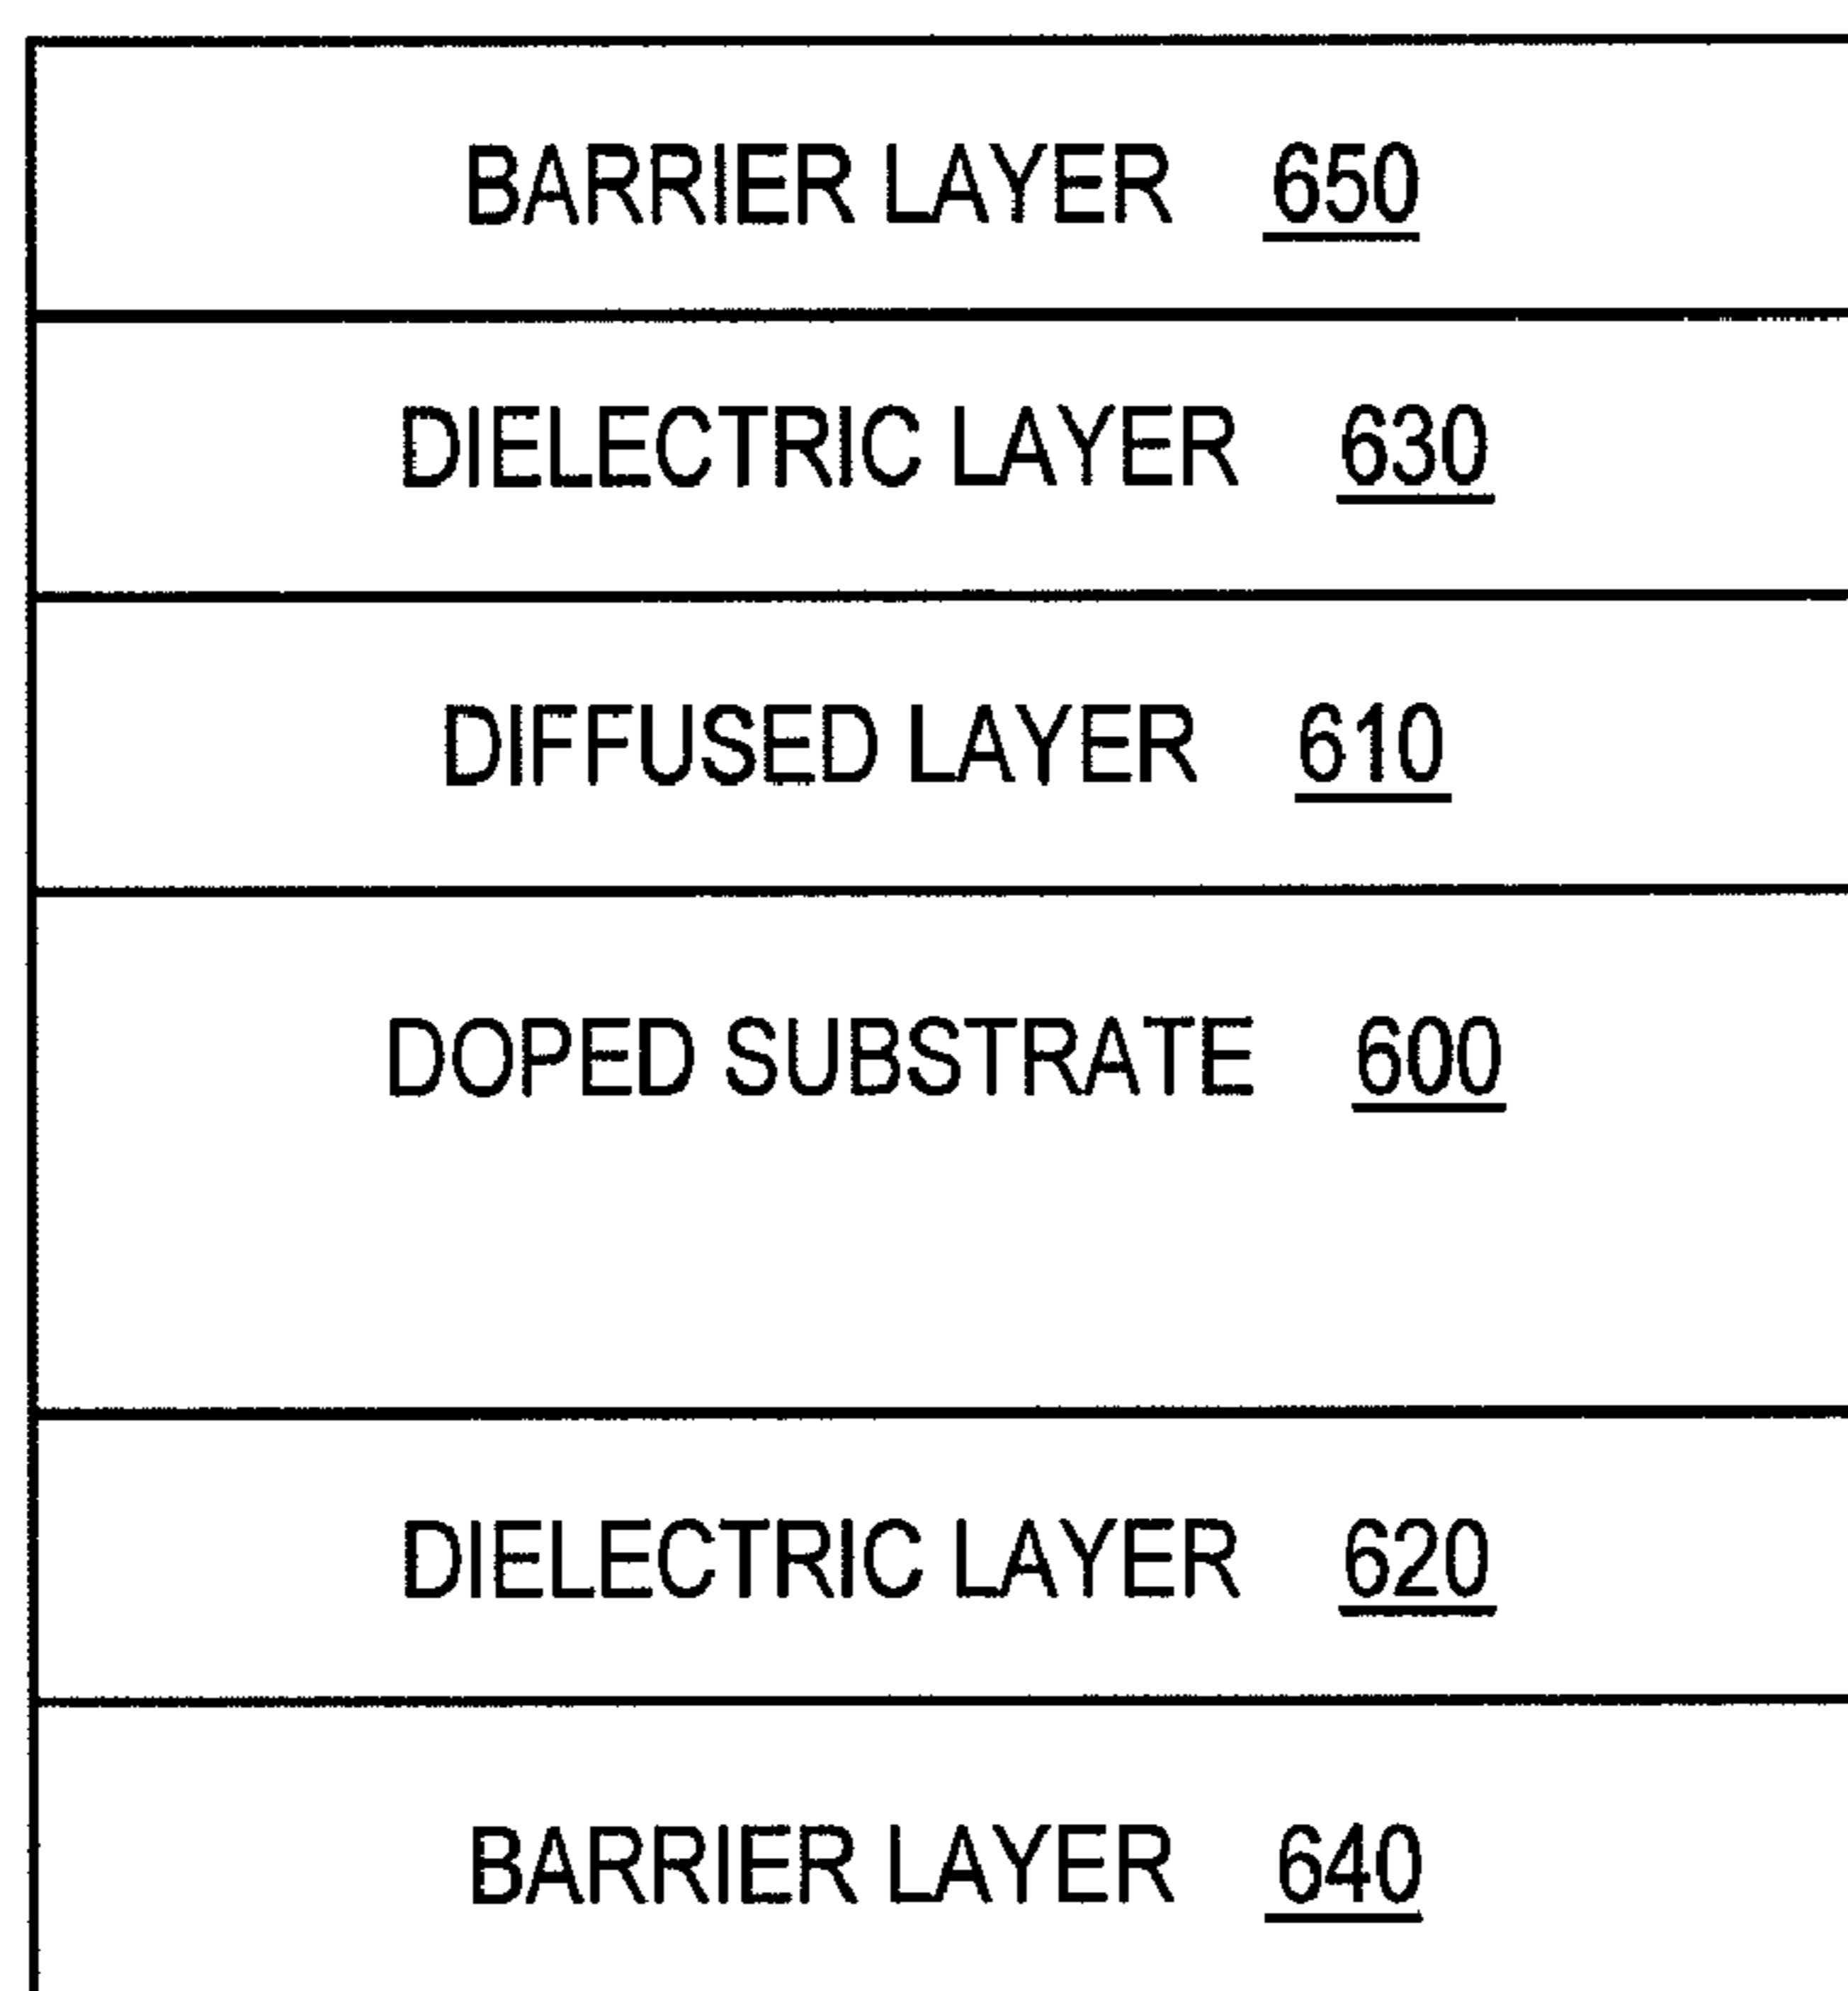 BARRIER LAYER 650
DIELECTRIC LAYER 630
DIFFUSED LAYER 610
DOPED SUBSTRATE 600
DIELECTRIC LAYER 620
BARRIER LAYER 640